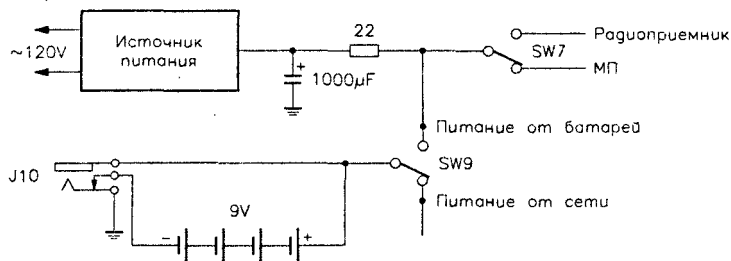 ~120V
Источник
питания
+
1000μF
22
SW7
Радиоприемник
МП
Питание от батарей
SW9
Питание от сети
J10
9V
-
+